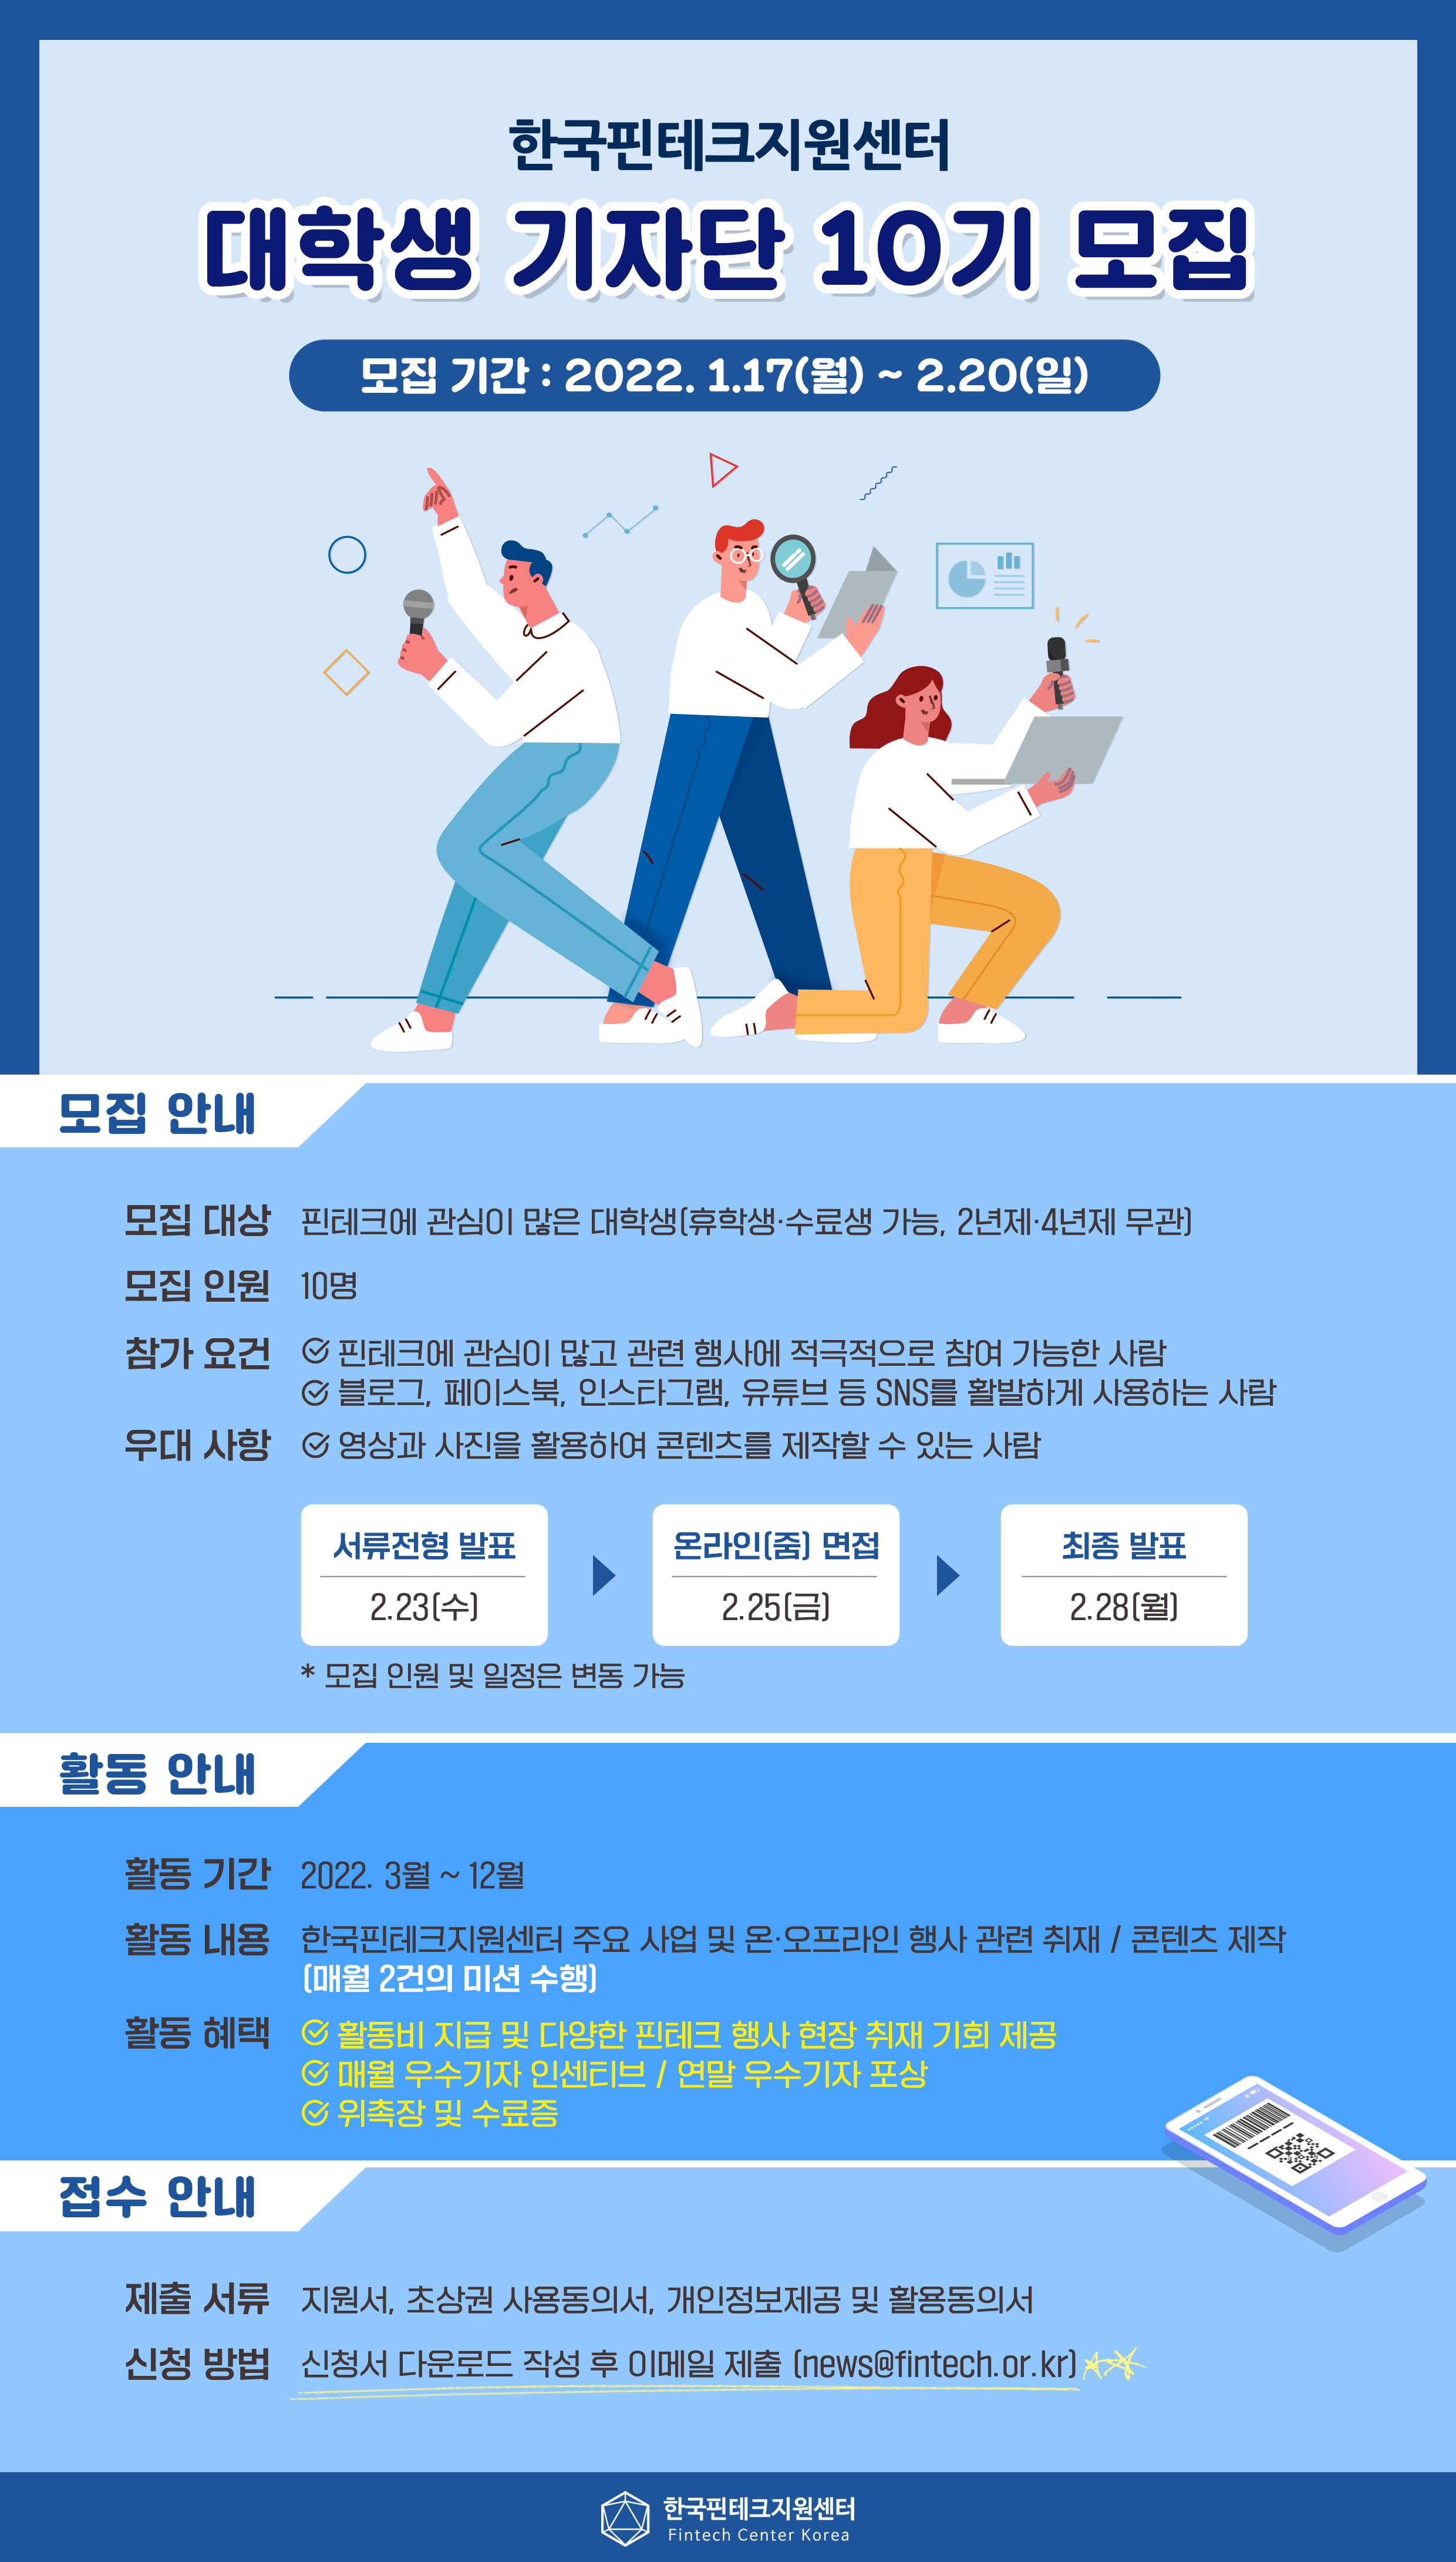 한국핀테크지원센터
대학생 기자단 10기 모집
모집 기간 : 2022. 1.17(월) ~ 2.20(일)
모집 안내
모집 대상 핀테크에 관심이 많은 대학생(휴학생·수료생 가능, 2년제·4년제 무관)
모집 인원 10명
참가 요건 핀테크에 관심이 많고 관련 행사에 적극적으로 참여 가능한 사람
블로그, 페이스북, 인스타그램, 유튜브 등 SNS를 활발하게 사용하는 사람
우대 사항 영상과 사진을 활용하여 콘텐츠를 제작할 수 있는 사람
서류전형 발표
2.23(수)
온라인(줌) 면접
2.25(금)
최종 발표
2.28(월)
* 모집 인원 및 일정은 변동 가능
활동 안내
활동 기간 2022. 3월 ~ 12월
활동 내용 한국핀테크지원센터 주요 사업 및 온·오프라인 행사 관련 취재 / 콘텐츠 제작
(매월 2건의 미션 수행)
활동 혜택 활동비 지급 및 다양한 핀테크 행사 현장 취재 기회 제공
매월 우수기자 인센티브 / 연말 우수기자 포상
위촉장 및 수료증
접수 안내
제출 서류 지원서, 초상권 사용동의서, 개인정보제공 및 활용동의서
신청 방법 신청서 다운로드 작성 후 이메일 제출 (news@fintech.or.kr)
한국핀테크지원센터
Fintech Center Korea